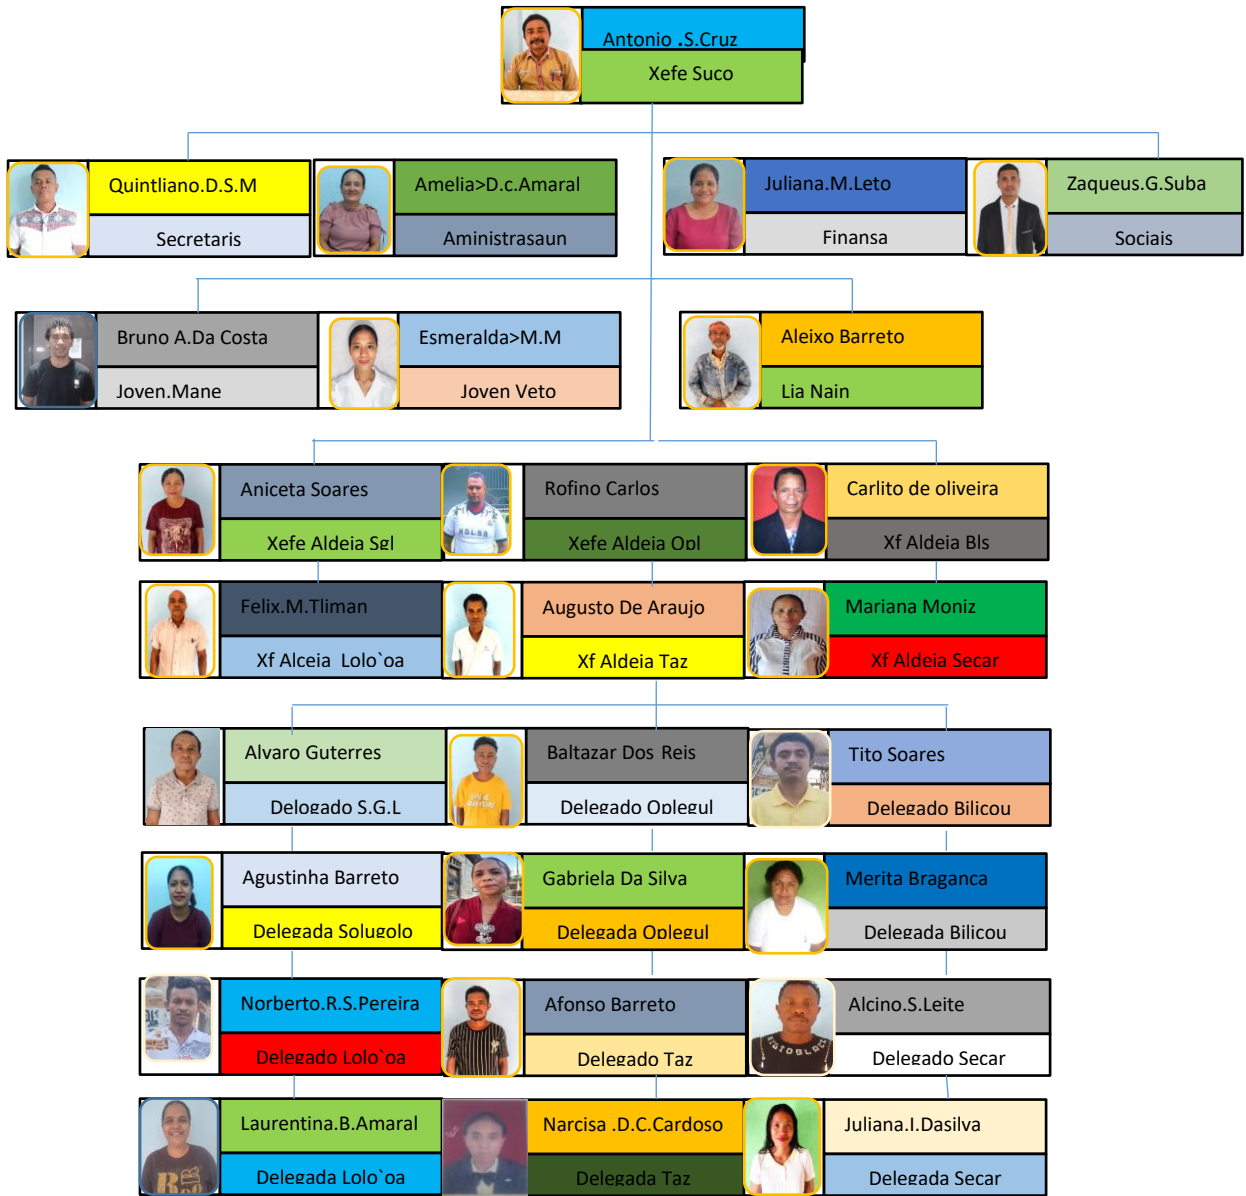 Antonio .S.Cruz
Xefe Suco
Quintliano.D.S.M
Amelia>D.c.Amaral
Juliana.M.Leto
Zaqueus.G.Suba
Secretaris
Aministrasaun
Finansa
Sociais
Bruno A.Da Costa
Esmeralda>M.M
Aleixo Barreto
Joven.Mane
Joven Veto
Lia Nain
Aniceta Soares
Rofino Carlos
Carlito de oliveira
Xefe Aldeia Sgl
Xefe Aldeia Opl
Xf Aldeia Bls
Felix.M.Tliman
Augusto De Araujo
Mariana Moniz
Xf Alceia Lolo`oa
Xf Aldeia Taz
Xf Aldeia Secar
Alvaro Guterres
Baltazar Dos Reis
Tito Soares
Delogado S.G.L
Delegado Oplegul
Delegado Bilicou
Agustinha Barreto
Gabriela Da Silva
Merita Braganca
Delegada Solugolo
Delegada Oplegul
Delegada Bilicou
Norberto.R.S.Pereira
Afonso Barreto
Alcino.S.Leite
Delegado Lolo`oa
Delegado Taz
Delegado Secar
Laurentina.B.Amaral
Narcisa .D.C.Cardoso
Juliana.I.Dasilva
Delegada Lolo`oa
Delegada Taz
Delegada Secar